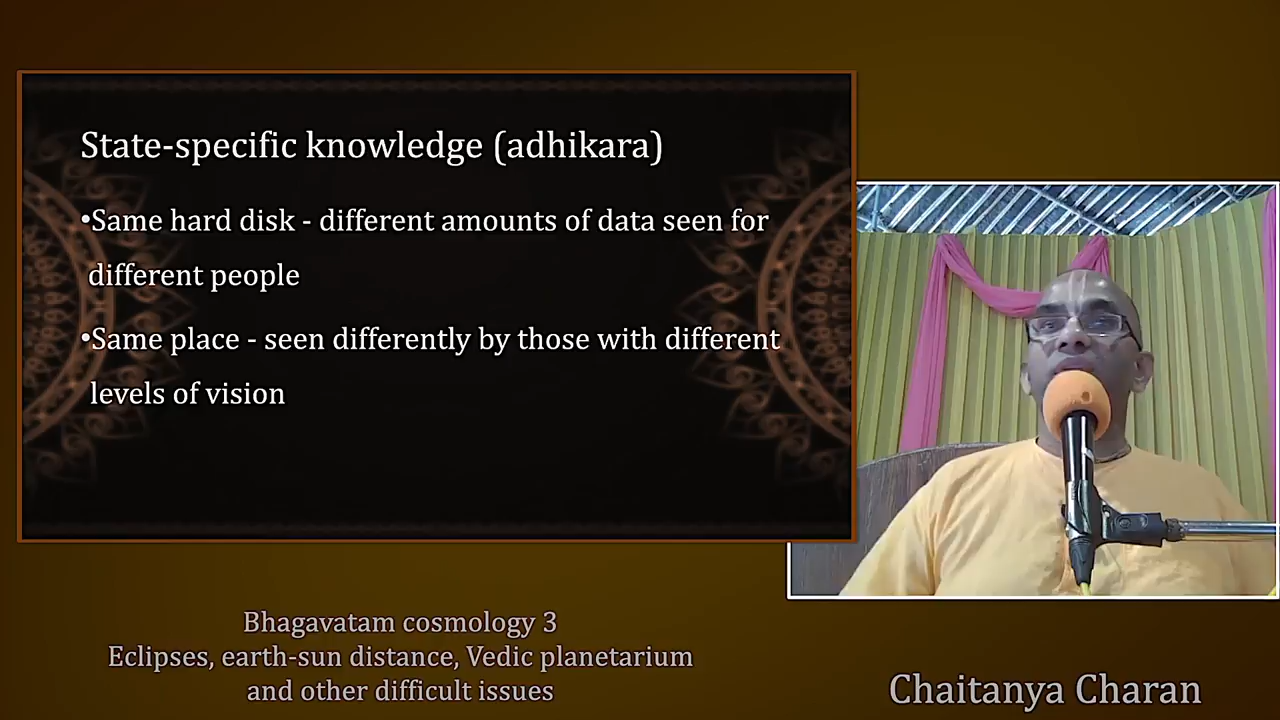 State-specific knowledge (adhikara)
•Same hard disk - different amounts of data seen for
different people
•Same place - seen differently by those with different
levels of vision
Bhagavatam cosmology 3
Eclipses, earth-sun distance, Vedic planetarium
and other difficult issues
Chaitanya Charan